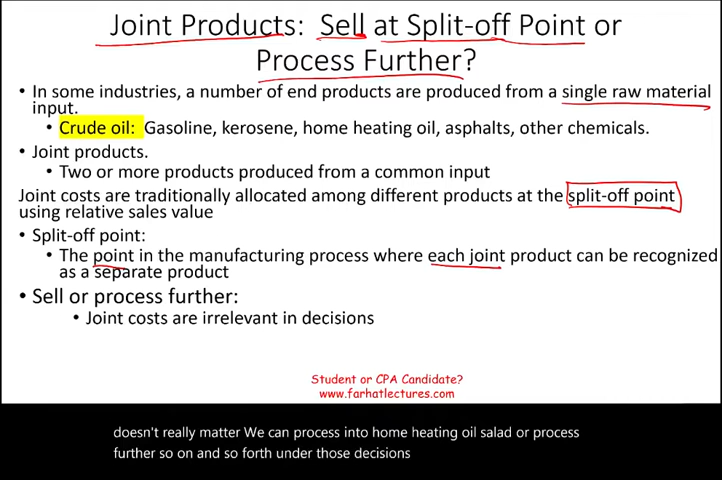 Joint Products: Sell at Split-off Point or
Process Further?
• In some industries, a number of end products are produced from a single raw material
input.
• Crude oil: Gasoline, kerosene, home heating oil, asphalts, other chemicals.
• Joint products.
• Two or more products produced from a common input
Joint costs are traditionally allocated among different products at the split-off point
using relative sales value
• Split-off point:
• The point in the manufacturing process where each joint product can be recognized
as a separate product
• Sell or process further:
• Joint costs are irrelevant in decisions
Student or CPA Candidate?
www.farhatlectures.com
doesn't really matter We can process into home heating oil salad or process
further so on and so forth under those decisions